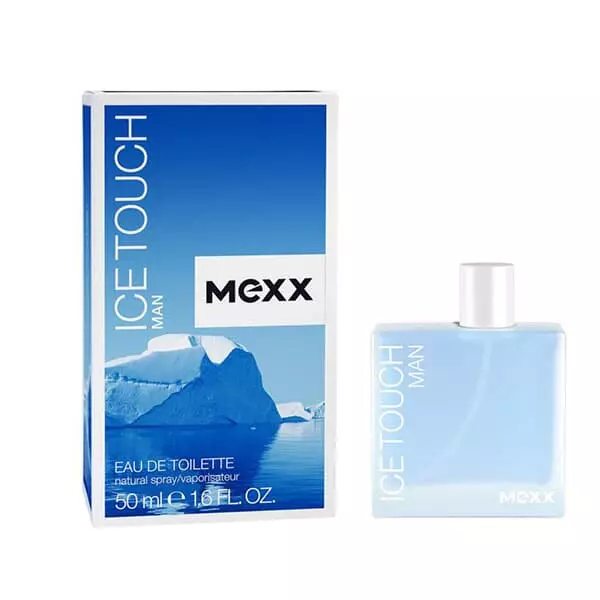 ICE TOUCH
MAN
MEXX
EAU DE TOILETTE
natural spray/vaporisateur
50 ml e 1,6 FL. OZ.
ICE TOUCH
MAN
MEXX